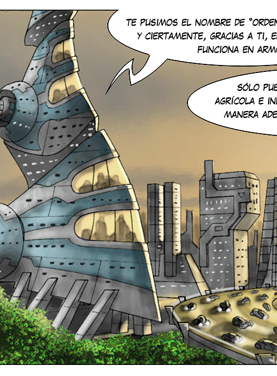 TE PUSIMOS EL NOMBRE DE "ORDEN
Y CIERTAMENTE, GRACIAS A TI, E
FUNCIONA EN ARM
SÓLO PUE
AGRÍCOLA E IN
MANERA ADE